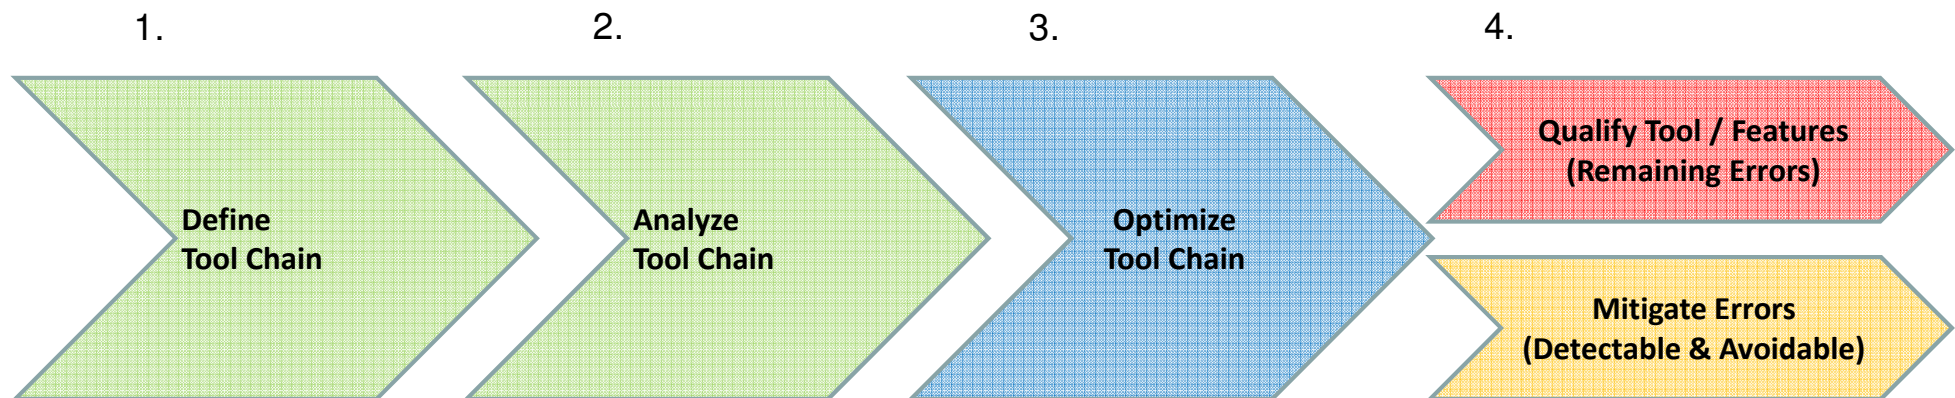 1.
2.
3.
4.
Define
Tool Chain
Analyze
Tool Chain
Optimize
Tool Chain
Qualify Tool / Features
(Remaining Errors)
Mitigate Errors
(Detectable & Avoidable)